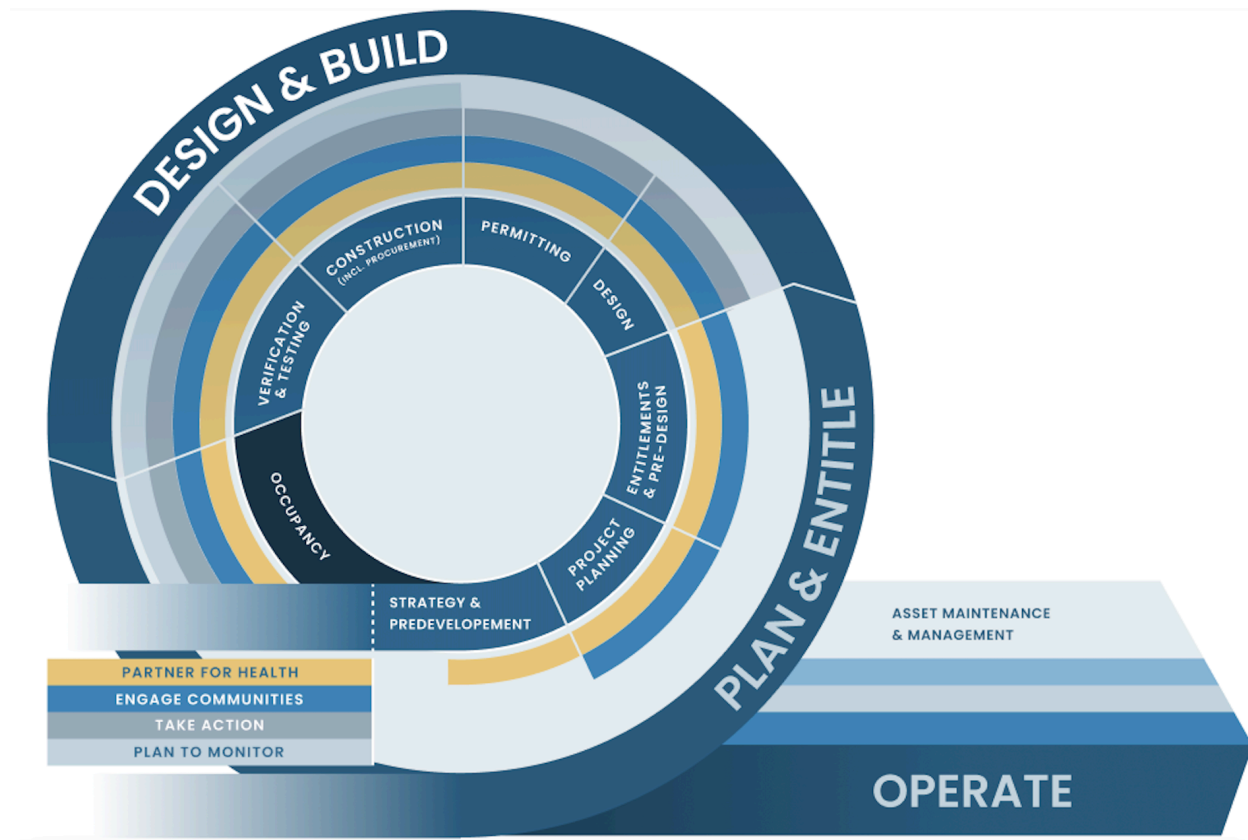 DESIGN & BUILD
CONSTRUCTION
(INCL. PROCUREMENT)
PERMITTING
DESIGN
VERIFICATION
& TESTING
ENTITLEMENTS
& PRE-DESIGN
PLAN & ENTITLE
OCCUPANCY
PROJECT
PLANNING
STRATEGY &
PREDEVELOPEMENT
ASSET MAINTENANCE
& MANAGEMENT
PARTNER FOR HEALTH
ENGAGE COMMUNITIES
TAKE ACTION
PLAN TO MONITOR
OPERATE